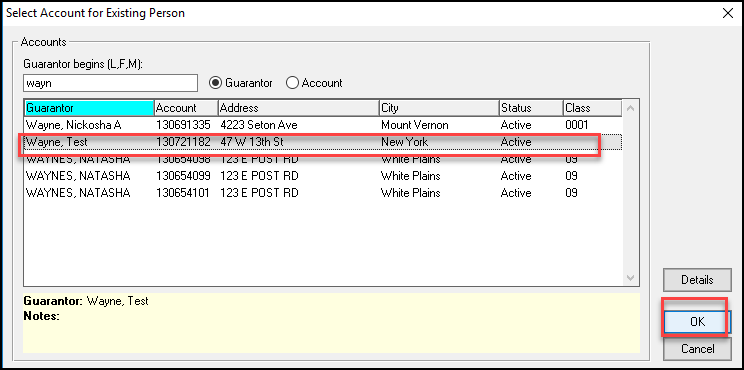 Select Account for Existing Person
Accounts
Guarantor begins (L,F,M):
wayn Guarantor Account
Guarantor Account Address City Status Class
Wayne, Nickosha A 130691335 4223 Seton Ave Mount Vernon Active 0001
Wayne, Test 130721182 47 W 13th St New York Active
WAYNES, NATASHA 130654098 123 E POST RD White Plains Active 09
WAYNES, NATASHA 130654099 123 E POST RD White Plains Active 09
WAYNES, NATASHA 130654101 123 E POST RD White Plains Active 09
Details
Guarantor: Wayne, Test
Notes:
OK
Cancel